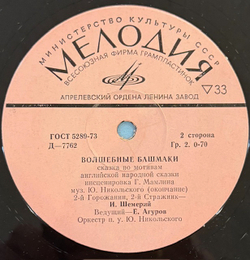 МИНИСТЕРСТВО КУЛЬТУРЫ СССР
МЕЛОДИЯ
ВСЕСОЮЗНАЯ ФИРМА ГРАМПЛАСТИНОК
▽33
АПРЕЛЕВСКИЙ ОРДЕНА ЛЕНИНА ЗАВОД
ГОСТ 5289-73
2 сторона
Д—7762
Гр. 2. 0-70
ВОЛШЕБНЫЕ БАШМАКИ
сказка по мотивам
английской народной сказки
инсценировка Г. Мамлина
муз. Ю. Никольского (окончание)
2-й Горожанин, 2-й Стражник—
И. Шемерай
Ведущий—Е. Агуров
Оркестр п. у. Ю. Никольского